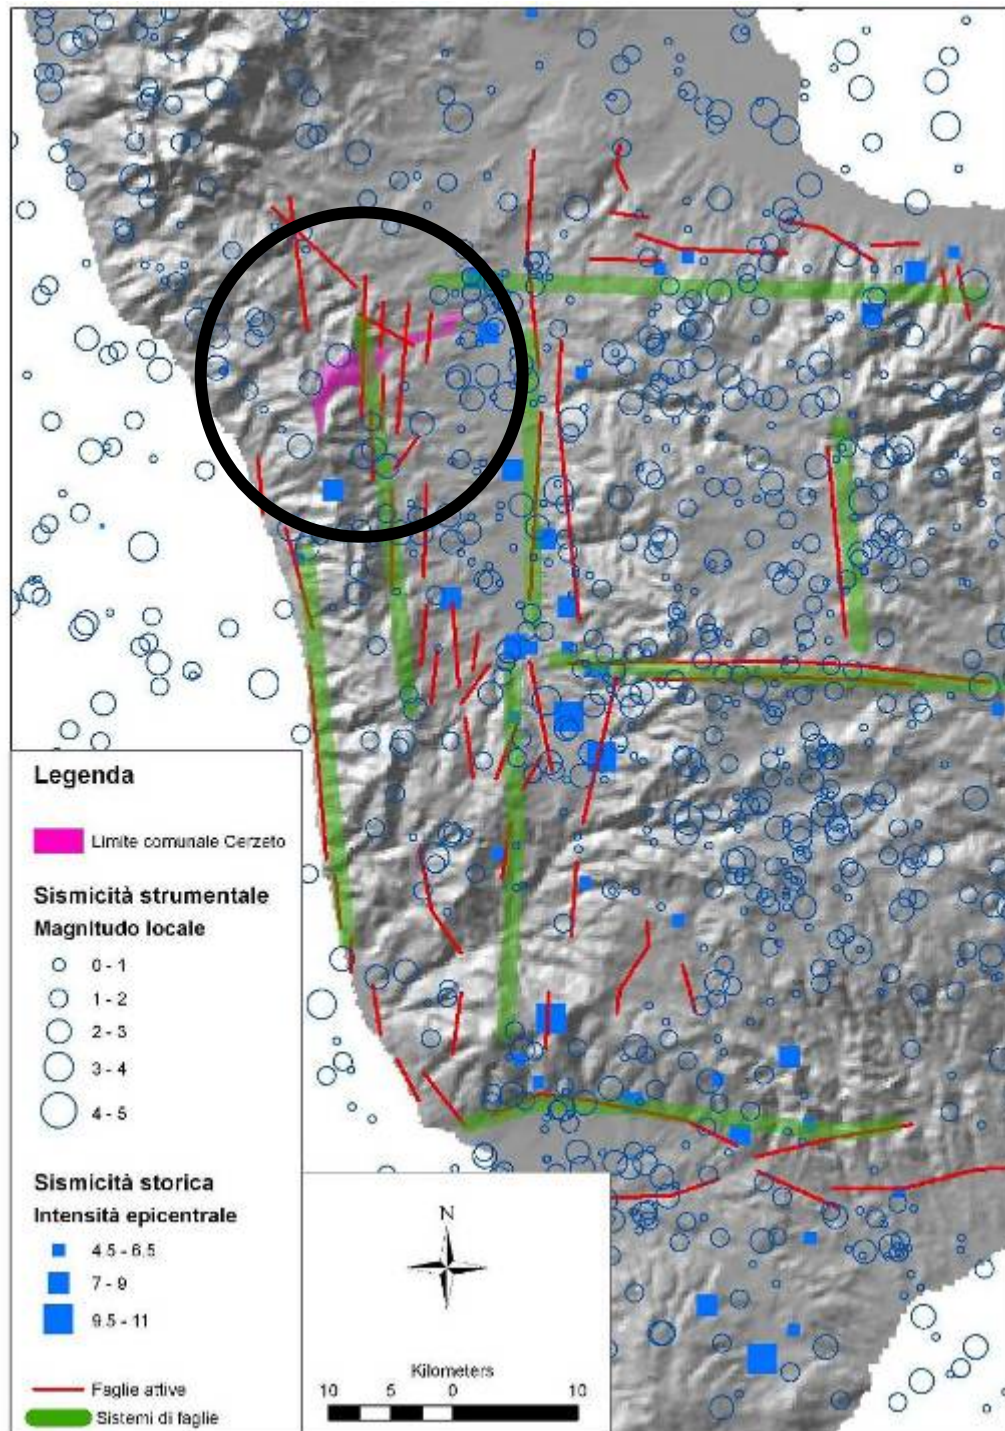 Legenda
Limite comunale Cerzeto
Sismicità strumentale
Magnitudo locale
0 - 1
1 - 2
2 - 3
3 - 4
4 - 5
Sismicità storica
Intensità epicentrale
4.5 - 6.5
7 - 9
9.5 - 11
Faglie attive
Sistemi di faglie
N
Kilometers
10 5 0 10